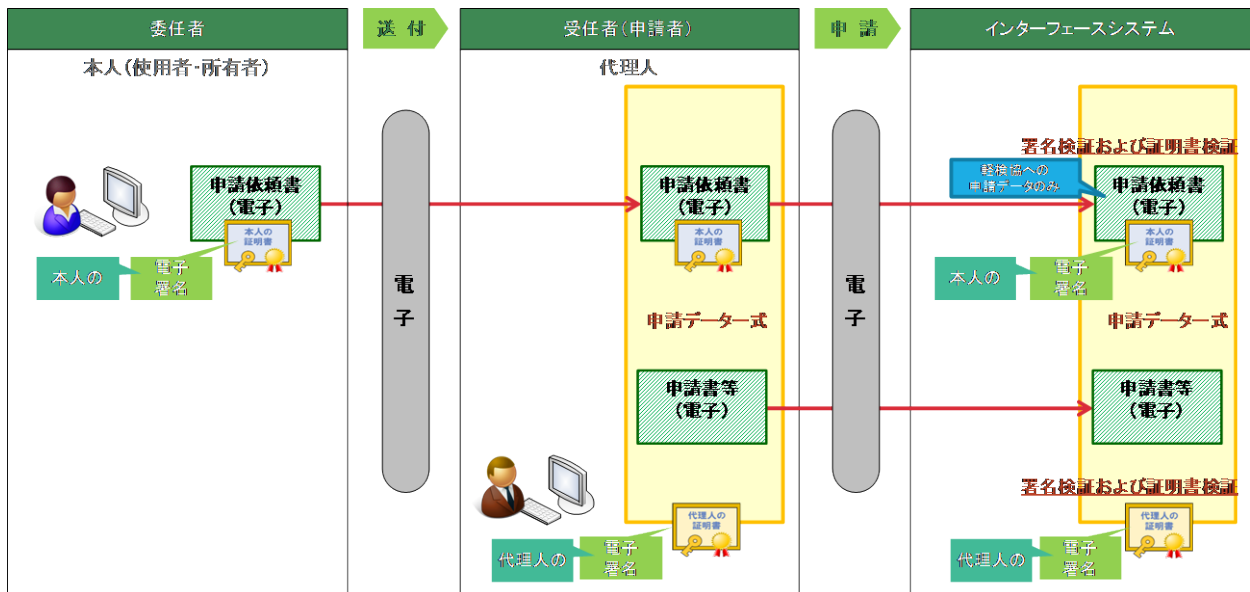 委任者
送付
受任者(申請者)
申請
インターフェースシステム
本人(使用者・所有者)
代理人
署名検証および証明書検証
申請依頼書
(電子)
本人の
証明書
本人の
電子
署名
申請依頼書
(電子)
本人の
証明書
軽検協への
申請データのみ
申請依頼書
(電子)
本人の
証明書
本人の
電子
署名
電
子
電
子
申請データ一式
申請データ一式
申請書等
(電子)
申請書等
(電子)
署名検証および証明書検証
代理人の
証明書
代理人の
電子
署名
代理人の
証明書
代理人の
電子
署名